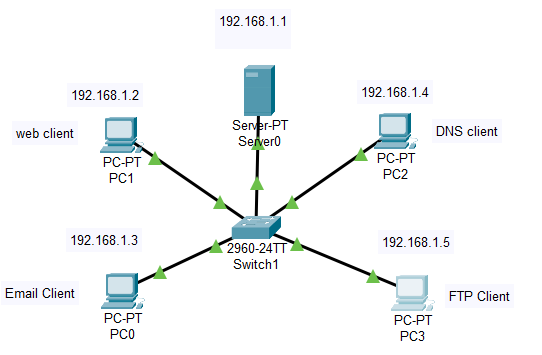 192.168.1.1
Server-PT
Server0
192.168.1.2
web client
PC-PT
PC1
192.168.1.4
DNS client
PC-PT
PC2
2960-24TT
Switch1
192.168.1.3
Email Client
PC-PT
PC0
192.168.1.5
FTP Client
PC-PT
PC3